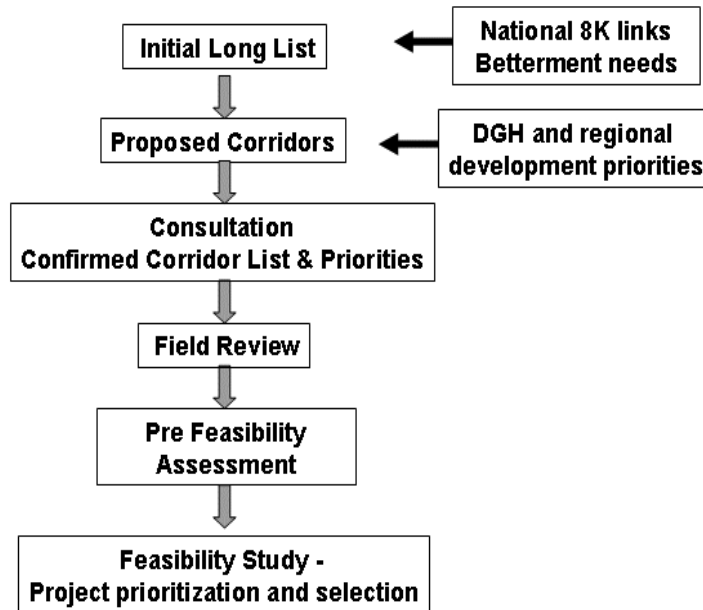 Initial Long List
National 8K links
Betterment needs
Proposed Corridors
DGH and regional
development priorities
Consultation
Confirmed Corridor List & Priorities
Field Review
Pre Feasibility
Assessment
Feasibility Study -
Project prioritization and selection